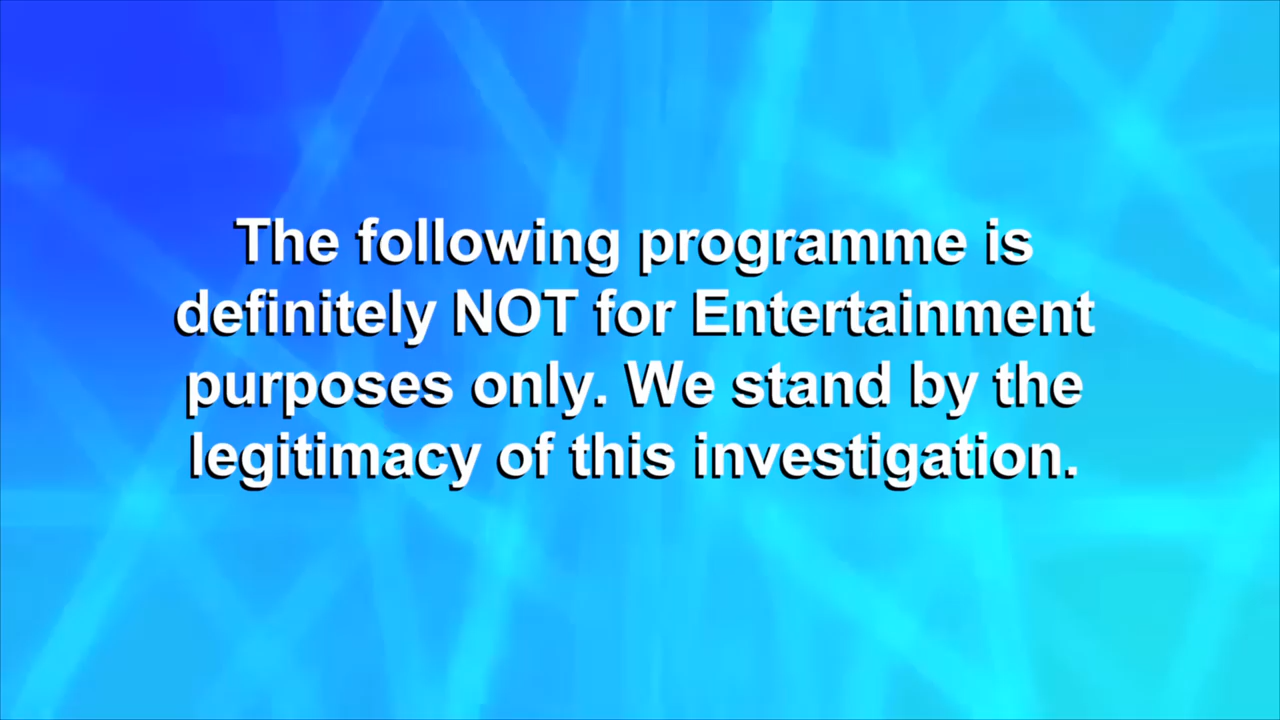 The following programme is
definitely NOT for Entertainment
purposes only. We stand by the
legitimacy of this investigation.